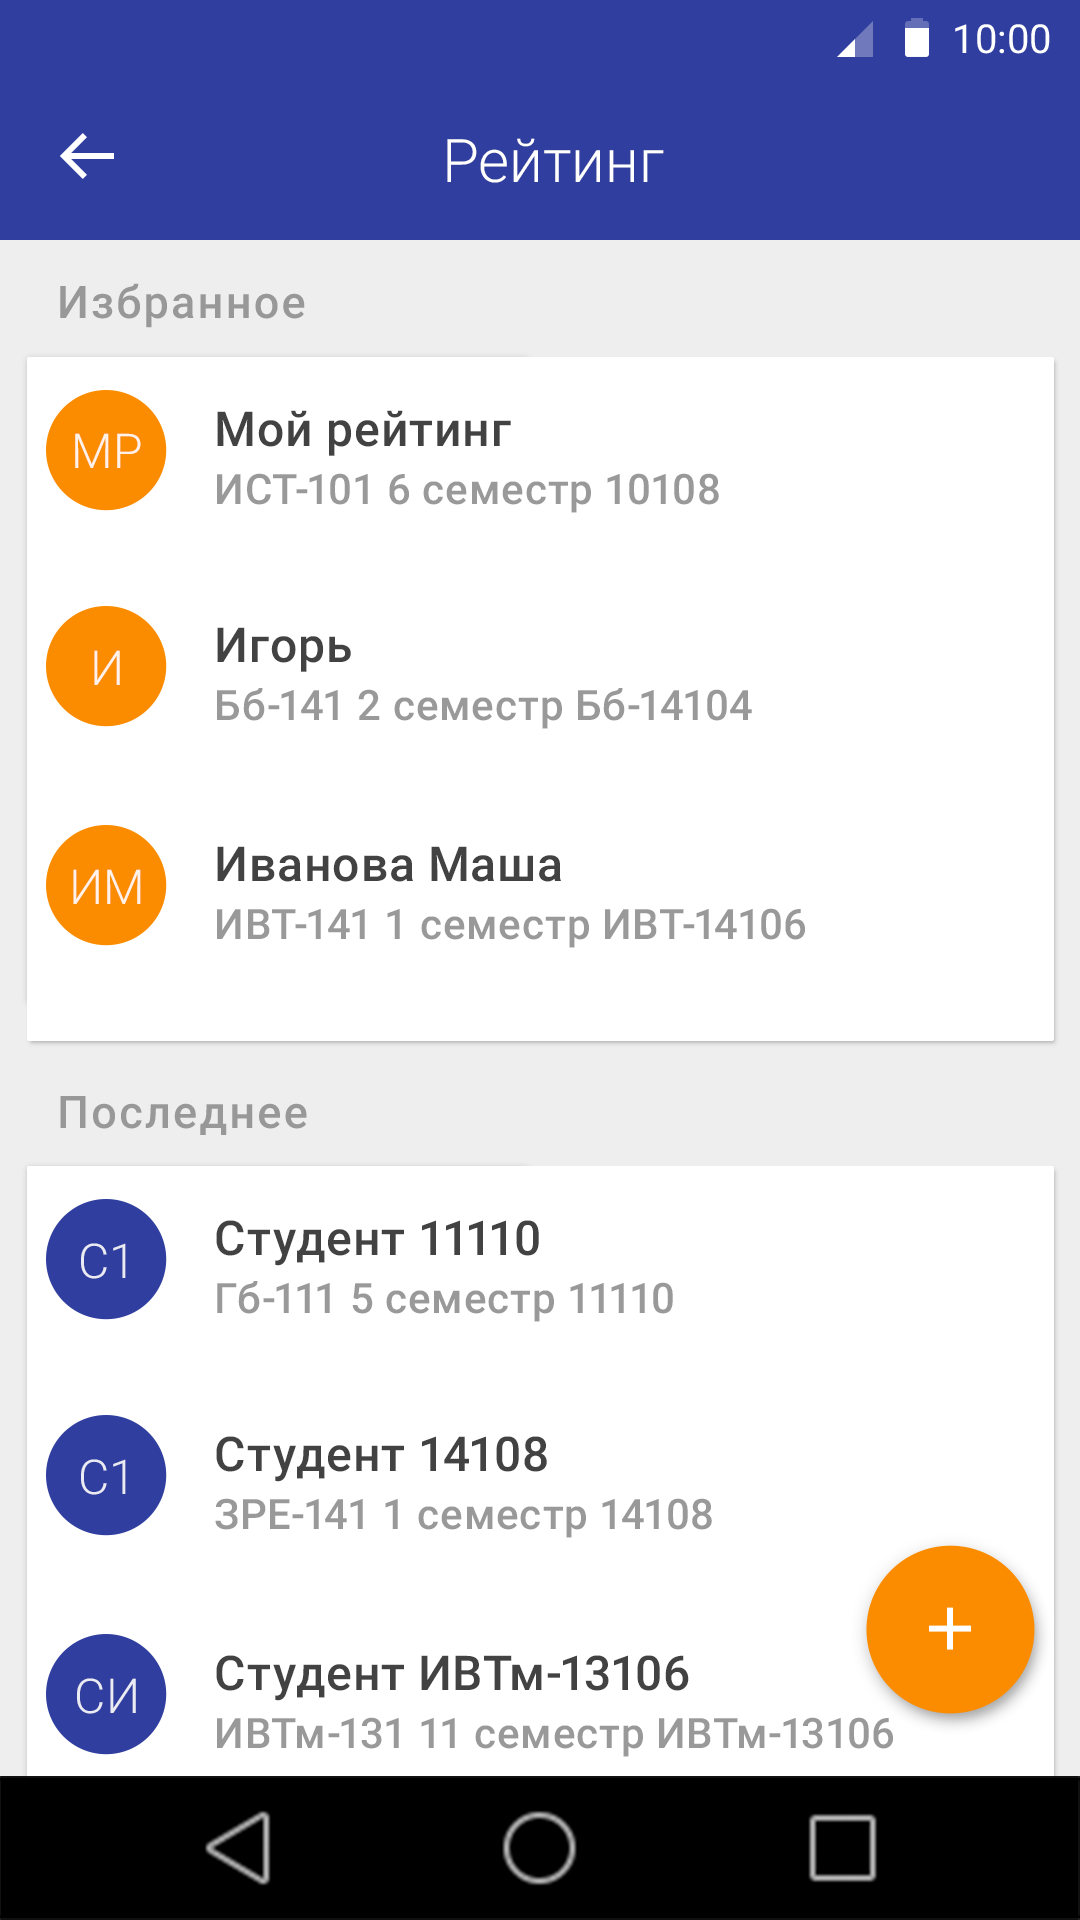 10:00
Рейтинг
Избранное
МР
Мой рейтинг
ИСТ-101 6 семестр 10108
И
Игорь
Бб-141 2 семестр Бб-14104
ИМ
Иванова Маша
ИВТ-141 1 семестр ИВТ-14106
Последнее
С1
Студент 11110
Гб-111 5 семестр 11110
С1
Студент 14108
ЗРЕ-141 1 семестр 14108
СИ
Студент ИВТм-13106
ИВТм-131 11 семестр ИВТм-13106